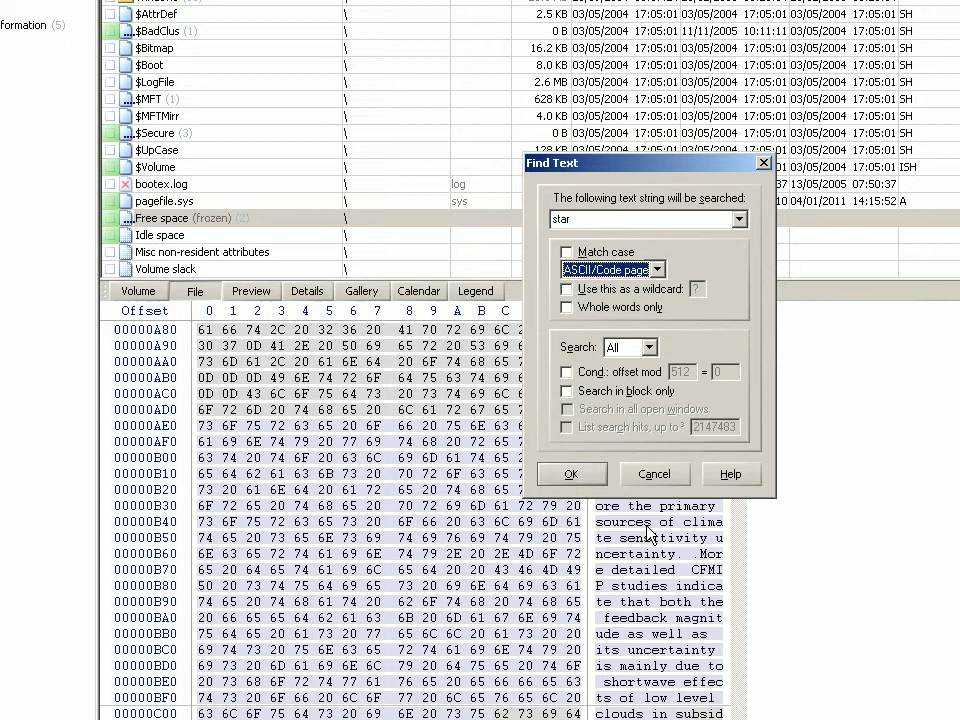 formation (5)
$AttrDef \ 2.5 KB 03/05/2004 17:05:01 03/05/2004 17:05:01 03/05/2004 17:05:01 SH
$BadClus (1) \ 0 B 03/05/2004 17:05:01 11/11/2005 10:11:11 03/05/2004 17:05:01 SH
$Bitmap \ 16.2 KB 03/05/2004 17:05:01 03/05/2004 17:05:01 03/05/2004 17:05:01 SH
$Boot \ 8.0 KB 03/05/2004 17:05:01 03/05/2004 17:05:01 03/05/2004 17:05:01 SH
$LogFile \ 2.6 MB 03/05/2004 17:05:01 03/05/2004 17:05:01 03/05/2004 17:05:01 SH
$MFT (1) \ 628 KB 03/05/2004 17:05:01 03/05/2004 17:05:01 03/05/2004 17:05:01 SH
$MFTMirr \ 4.0 KB 03/05/2004 17:05:01 03/05/2004 17:05:01 03/05/2004 17:05:01 SH
$Secure (3) \ 0 B 03/05/2004 17:05:01 03/05/2004 17:05:01 03/05/2004 17:05:01 SH
$UpCase \ 128 KB 03/05/2004 17:05:01 03/05/2004 17:05:01 03/05/2004 17:05:01 SH
$Volume \ 03/05/2004 17:05:01 ISH
bootex.log \ log 37 13/05/2005 07:50:37
pagefile.sys \ sys 10 04/01/2011 14:15:52 A
Free space (frozen) (2) \
Idle space \
Misc non-resident attributes \
Volume slack \
Find Text
The following text string will be searched:
star
Match case
ASCII/Code page
Use this as a wildcard: ?
Whole words only
Search: All
Cond.: offset mod 512 = 0
Search in block only
Search in all open windows
List search hits, up to 2147483
OK Cancel Help
Volume File Preview Details Gallery Calendar Legend
Offset 0 1 2 3 4 5 6 7 8 9 A B C
00000A80 61 66 74 2C 20 32 36 20 41 70 72 69 6C
00000A90 30 37 0D 41 2E 20 50 69 65 72 20 53 69
00000AA0 73 6D 61 2C 20 61 6E 64 20 6F 74 68 65
00000AB0 0D 0D 0D 49 6E 74 72 6F 64 75 63 74 69
00000AC0 0D 0D 43 6C 6F 75 64 73 20 73 74 69 6C
00000AD0 6F 72 6D 20 74 68 65 20 6C 61 72 67 65
00000AE0 73 6F 75 72 63 65 20 6F 66 20 75 6E 63
00000AF0 61 69 6E 74 79 20 77 69 74 68 20 72 65
00000B00 63 74 20 74 6F 20 63 6C 69 6D 61 74 65
00000B10 65 64 62 61 63 6B 73 20 70 72 6F 63 65
00000B20 73 20 61 6E 64 20 61 72 65 20 74 68 65
00000B30 6F 72 65 20 74 68 65 20 70 72 69 6D 61 72 79 20 ore the primary
00000B40 73 6F 75 72 63 65 73 20 6F 66 20 63 6C 69 6D 61 sources of clima
00000B50 74 65 20 73 65 6E 73 69 74 69 76 69 74 79 20 75 te sensitivity u
00000B60 6E 63 65 72 74 61 69 6E 74 79 2E 20 2E 4D 6F 72 ncertainty. .Mor
00000B70 65 20 64 65 74 61 69 6C 65 64 20 20 43 46 4D 49 e detailed  CFMI
00000B80 50 20 73 74 75 64 69 65 73 20 69 6E 64 69 63 61 P studies indica
00000B90 74 65 20 74 68 61 74 20 62 6F 74 68 20 74 68 65 te that both the
00000BA0 20 66 65 65 64 62 61 63 6B 20 6D 61 67 6E 69 74 feedback magnit
00000BB0 75 64 65 20 61 73 20 77 65 6C 6C 20 61 73 20 20 ude as well as
00000BC0 69 74 73 20 75 6E 63 65 72 74 61 69 6E 74 79 20 its uncertainty
00000BD0 69 73 20 6D 61 69 6E 6C 79 20 64 75 65 20 74 6F is mainly due to
00000BE0 20 73 68 6F 72 74 77 61 76 65 20 65 66 66 65 63 shortwave effec
00000BF0 74 73 20 6F 66 20 6C 6F 77 20 6C 65 76 65 6C 20 ts of low level
00000C00 63 6C 6F 75 64 73 20 69 6E 20 73 75 62 73 69 64 clouds in subsid